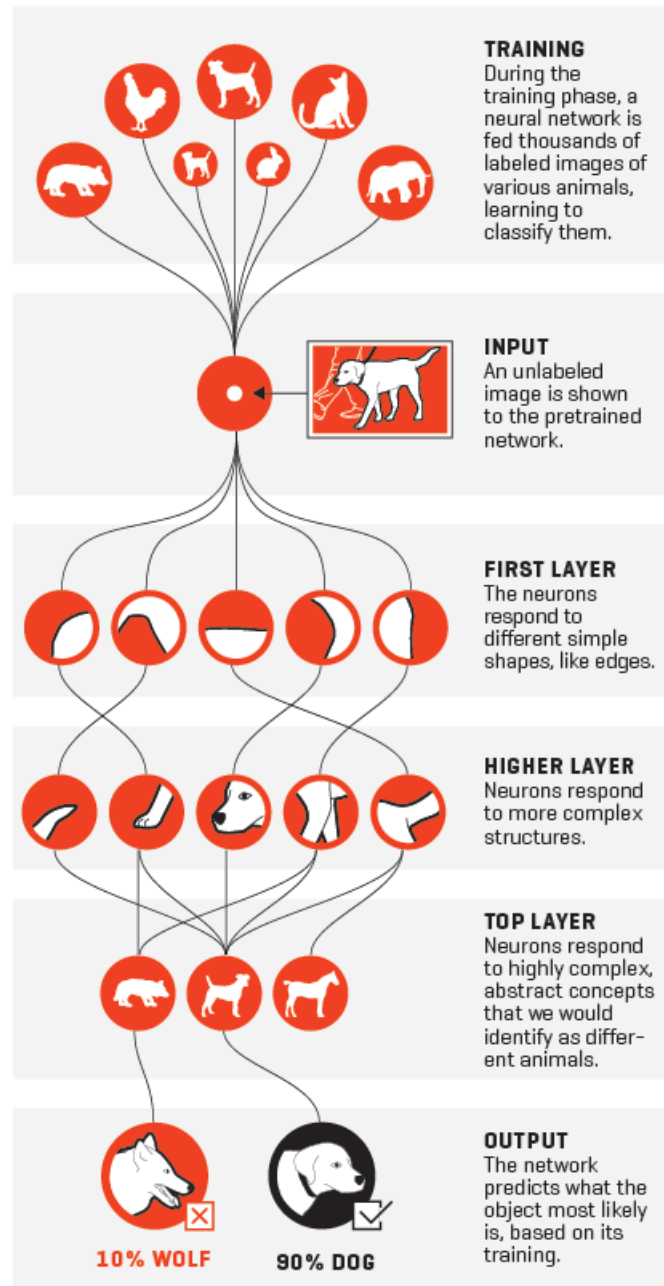 TRAINING
During the
training phase, a
neural network is
fed thousands of
labeled images of
various animals,
learning to
classify them.
INPUT
An unlabeled
image is shown
to the pretrained
network.
FIRST LAYER
The neurons
respond to
different simple
shapes, like edges.
HIGHER LAYER
Neurons respond
to more complex
structures.
TOP LAYER
Neurons respond
to highly complex,
abstract concepts
that we would
identify as differ-
ent animals.
OUTPUT
The network
predicts what the
object most likely
is, based on its
training.
10% WOLF
90% DOG